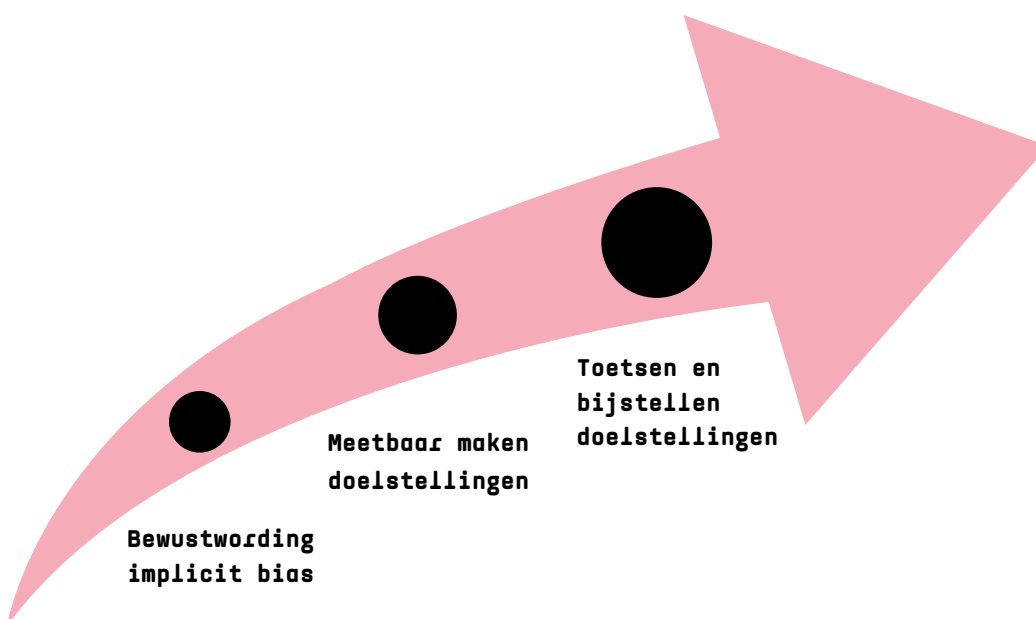 Bewustwording
implicit bias
Meetbaar maken
doelstellingen
Toetsen en
bijstellen
doelstellingen